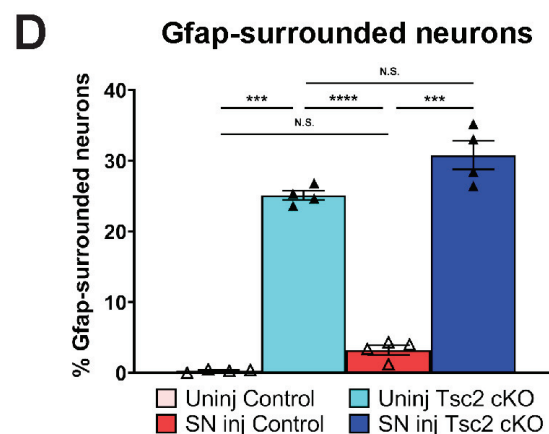 D
Gfap-surrounded neurons
N.S.
*** **** ***
N.S.
% Gfap-surrounded neurons
40
30
20
10
0
Uninj Control Uninj Tsc2 cKO
SN inj Control SN inj Tsc2 cKO